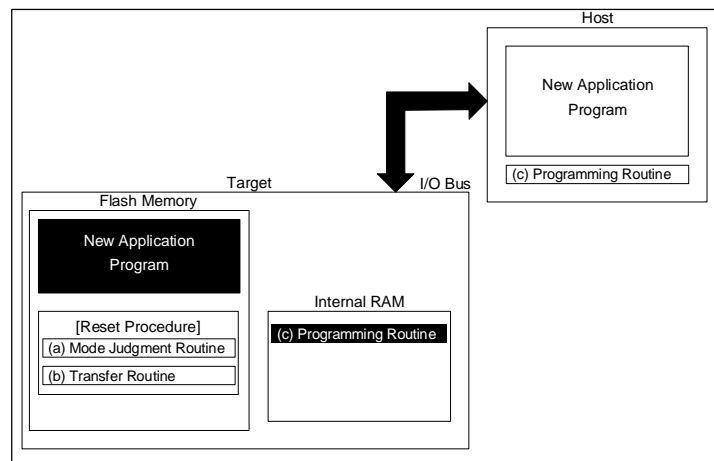 Host
New Application
Program
(c) Programming Routine
Target
I/O Bus
Flash Memory
New Application
Program
[Reset Procedure]
(a) Mode Judgment Routine
(b) Transfer Routine
Internal RAM
(c) Programming Routine